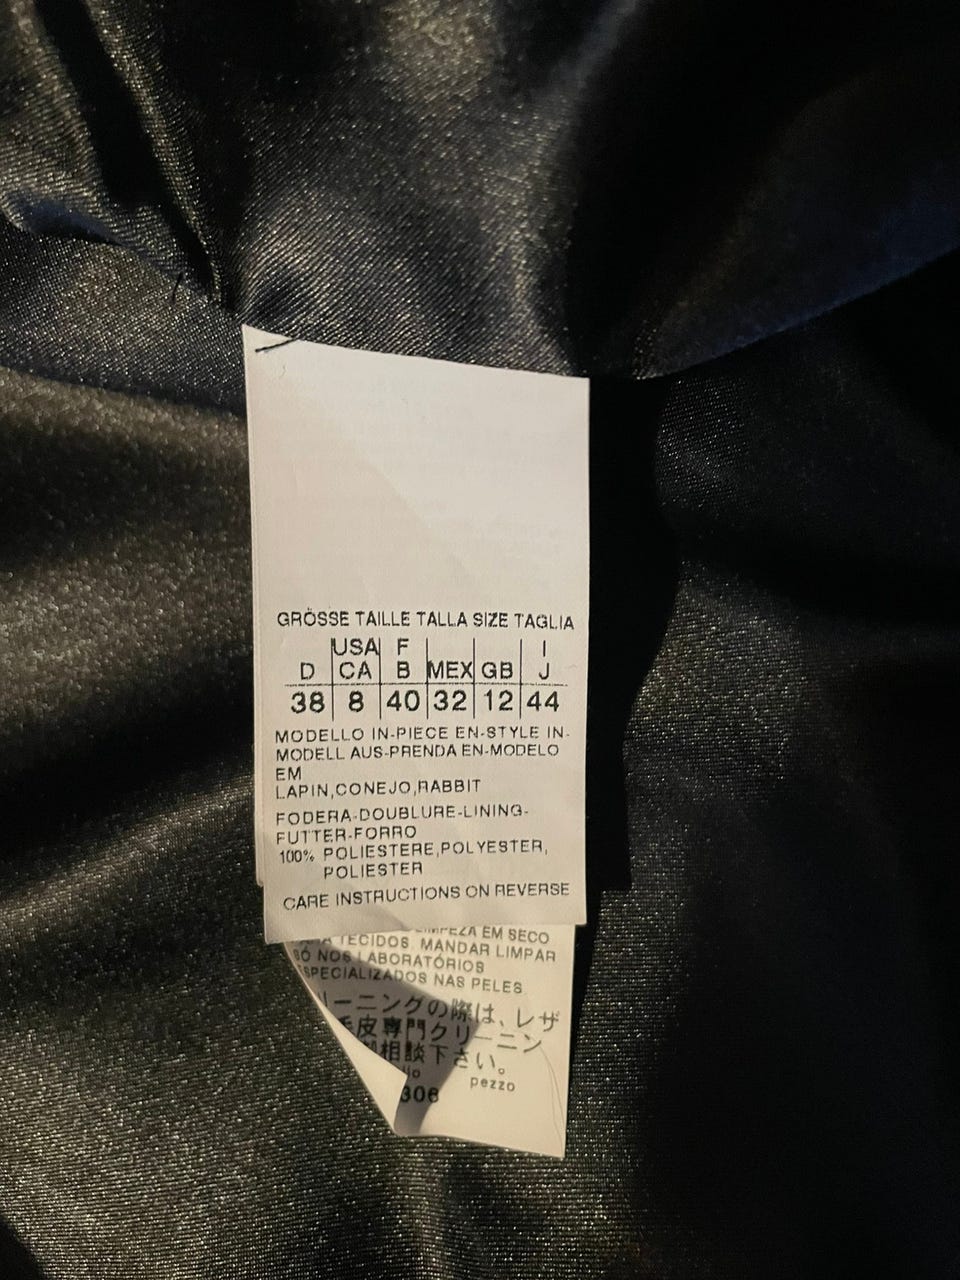 GRÖSSE TAILLE TALLA SIZE TAGLIA
D USA CA F B MEX GB I J
38 8 40 32 12 44
MODELLO IN-PIECE EN-STYLE IN-
MODELL AUS-PRENDA EN-MODELO
EM
LAPIN,CONEJO,RABBIT
FODERA-DOUBLURE-LINING-
FUTTER-FORRO
100% POLIESTERE,POLYESTER,
POLIESTER
CARE INSTRUCTIONS ON REVERSE
EM SECO
TECIDOS. MANDAR LIMPAR
SÓ NOS LABORATÓRIOS
ESPECIALIZADOS NAS PELES
ーニングの際は、レザ
毛皮専門クリーニン
相談下さい。
pezzo
306